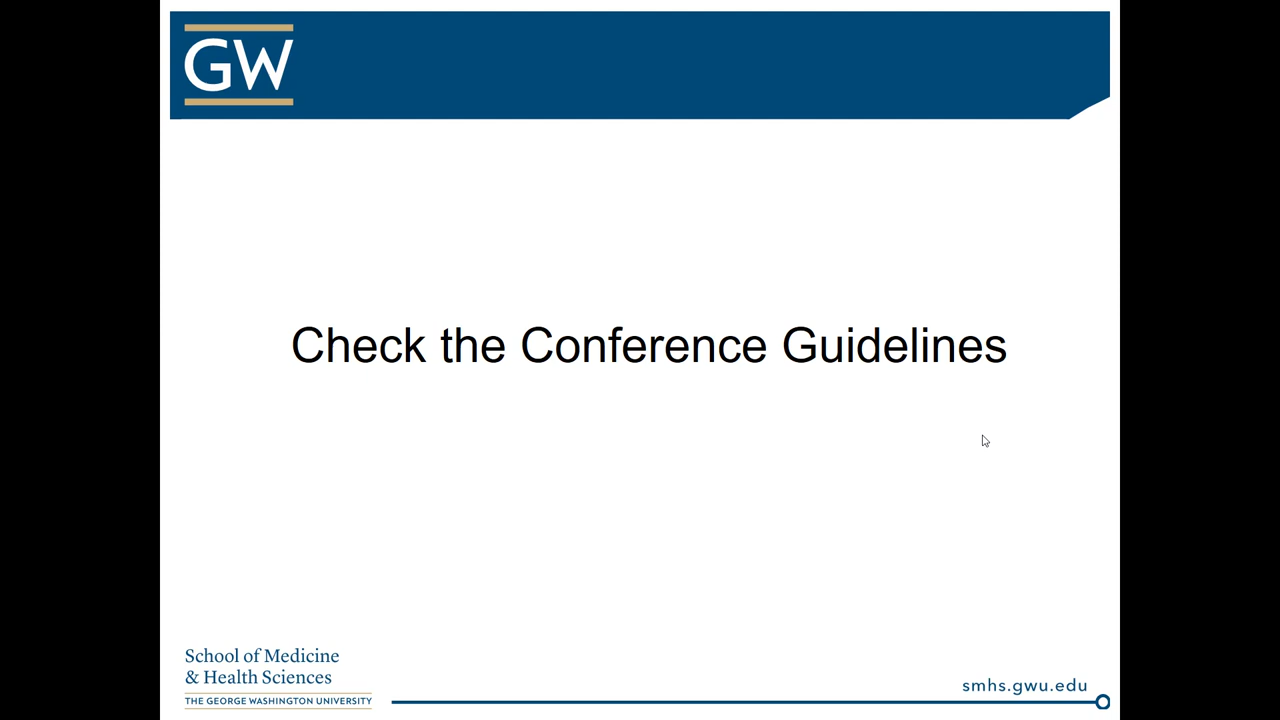 GW
Check the Conference Guidelines
School of Medicine
& Health Sciences
THE GEORGE WASHINGTON UNIVERSITY
smhs.gwu.edu